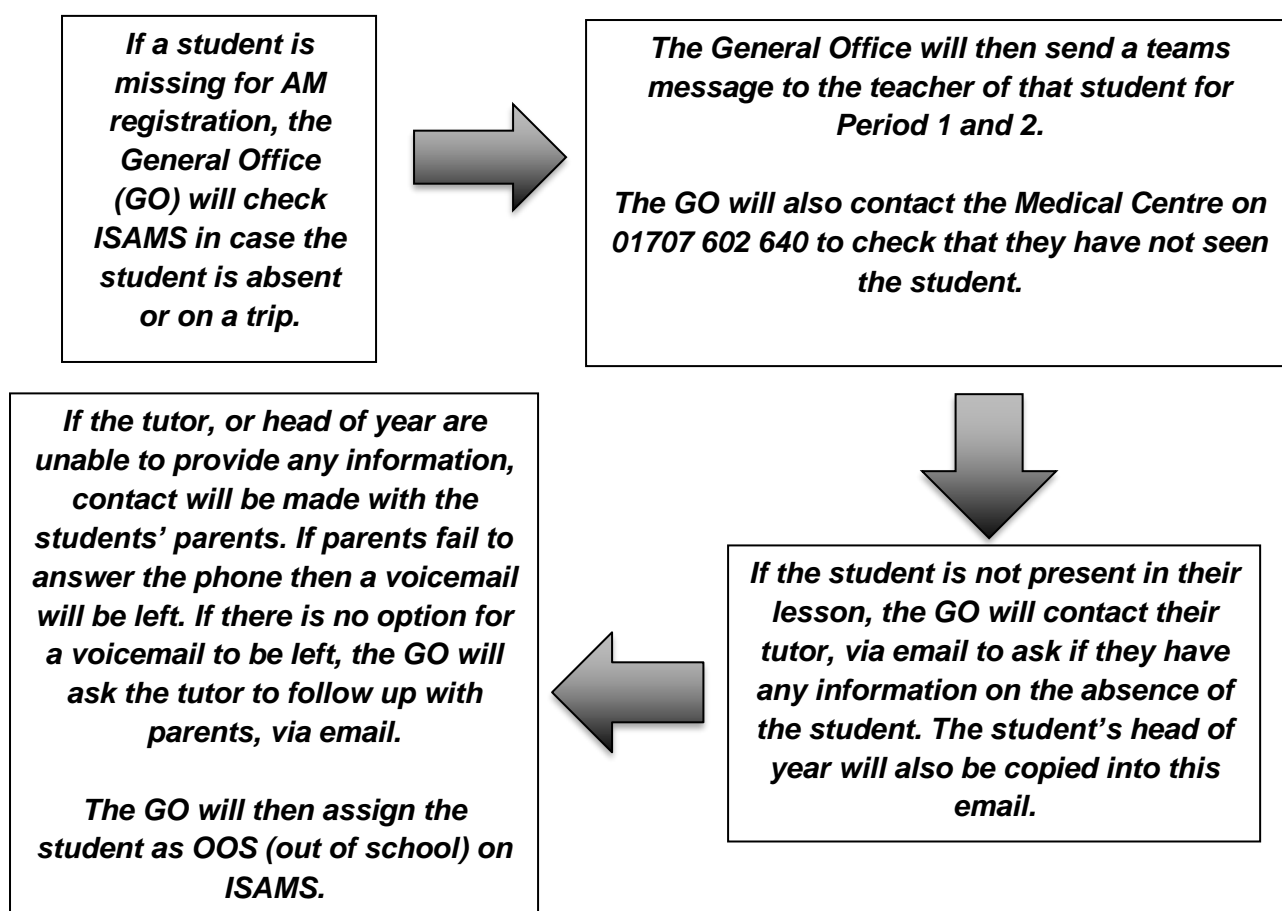 If a student is
missing for AM
registration, the
General Office
(GO) will check
ISAMS in case the
student is absent
or on a trip.
The General Office will then send a teams
message to the teacher of that student for
Period 1 and 2.
The GO will also contact the Medical Centre on
01707 602 640 to check that they have not seen
the student.
If the student is not present in their
lesson, the GO will contact their
tutor, via email to ask if they have
any information on the absence of
the student. The student’s head of
year will also be copied into this
email.
If the tutor, or head of year are
unable to provide any information,
contact will be made with the
students’ parents. If parents fail to
answer the phone then a voicemail
will be left. If there is no option for
a voicemail to be left, the GO will
ask the tutor to follow up with
parents, via email.
The GO will then assign the
student as OOS (out of school) on
ISAMS.